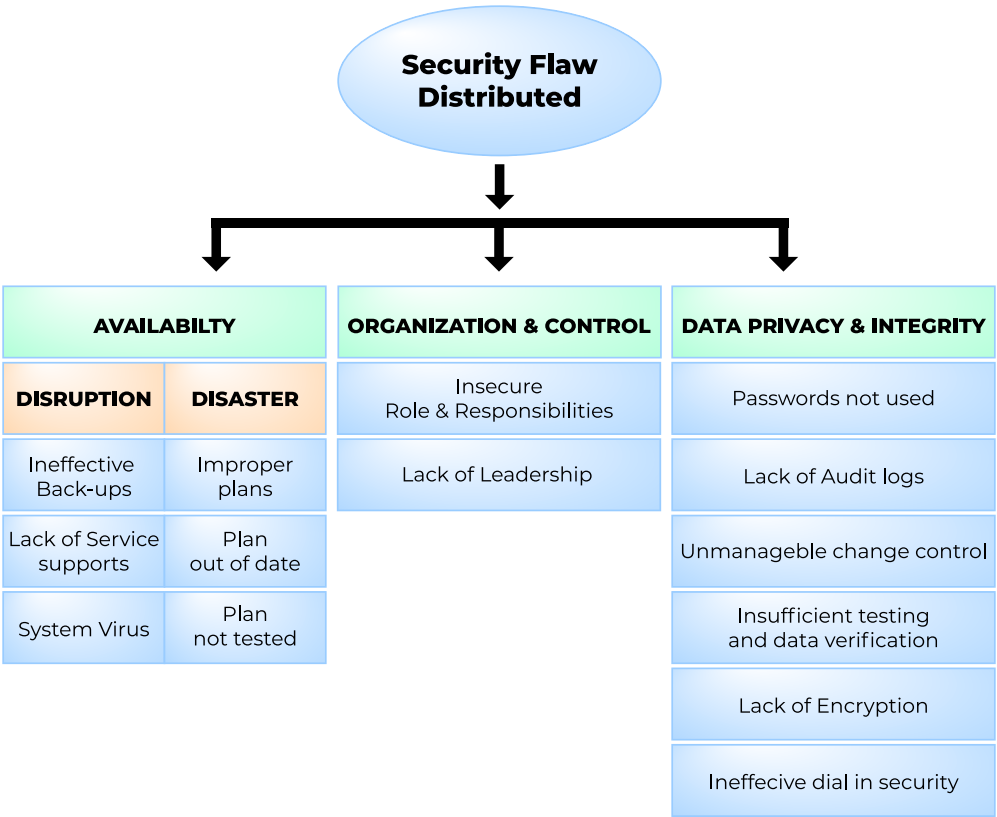 Security Flaw
Distributed
AVAILABILTY
ORGANIZATION & CONTROL
DATA PRIVACY & INTEGRITY
DISRUPTION
DISASTER
Insecure
Role & Responsibilities
Passwords not used
Ineffective
Back-ups
Improper
plans
Lack of Leadership
Lack of Audit logs
Lack of Service
supports
Plan
out of date
Unmanageble change control
System Virus
Plan
not tested
Insufficient testing
and data verification
Lack of Encryption
Ineffecive dial in security